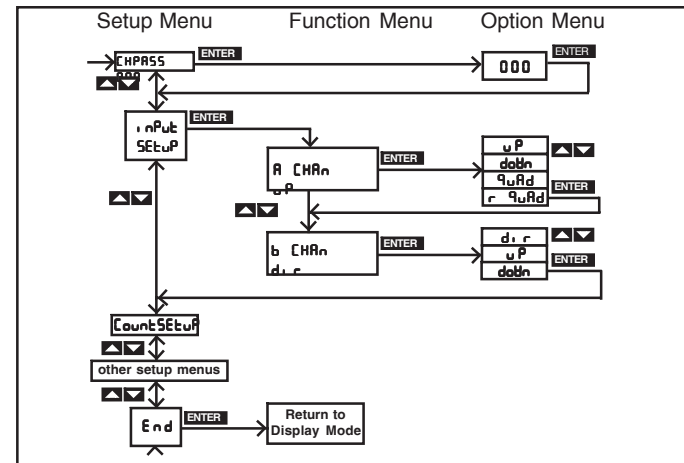 Setup Menu Function Menu Option Menu
CHPASS ENTER
000
000 ENTER
inPut
SEtuP ENTER
A CHAn
uP ENTER
uP
doWn
quAd
r quAd ENTER
b CHAn
dir ENTER
dir
uP
doWn ENTER
CountSEtuP
other setup menus
End ENTER
Return to
Display Mode